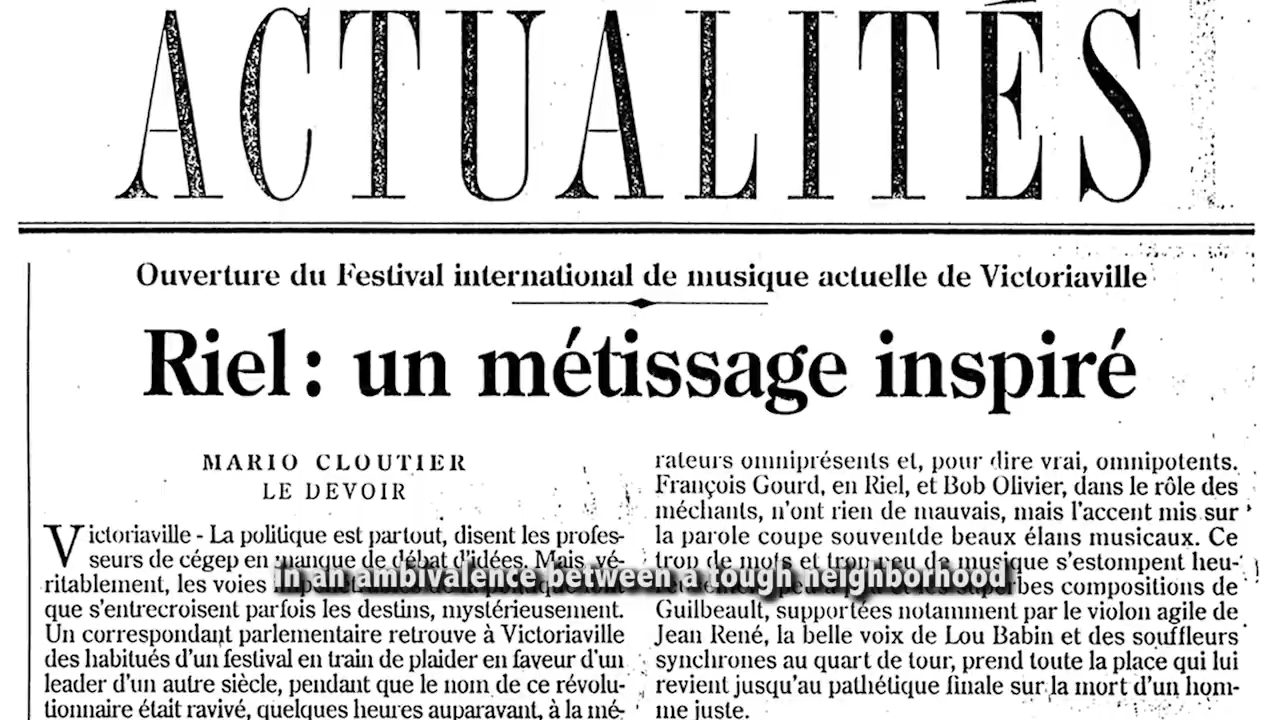 ACTUALITÉS
Ouverture du Festival international de musique actuelle de Victoriaville
Riel : un métissage inspiré
MARIO CLOUTIER
LE DEVOIR
Victoriaville - La politique est partout, disent les profes-
seurs de cégep en manque de débat d'idées. Mais, vé-
ritablement, les voies
que s'entrecroisent parfois les destins, mystérieusement.
Un correspondant parlementaire retrouve à Victoriaville
des habitués d'un festival en train de plaider en faveur d'un
leader d'un autre siècle, pendant que le nom de ce révolu-
tionnaire était ravivé, quelques heures auparavant, à la mé-
rateurs omniprésents et, pour dire vrai, omnipotents.
François Gourd, en Riel, et Bob Olivier, dans le rôle des
méchants, n'ont rien de mauvais, mais l'accent mis sur
la parole coupe souventde beaux élans musicaux. Ce
trop de mots et trop peu de musique s'estompent heu-
bes compositions de
Guilbeault, supportées notamment par le violon agile de
Jean René, la belle voix de Lou Babin et des souffleurs
synchrones au quart de tour, prend toute la place qui lui
revient jusqu'au pathétique finale sur la mort d'un hom-
me juste.
in an ambivalence between a tough neighborhood